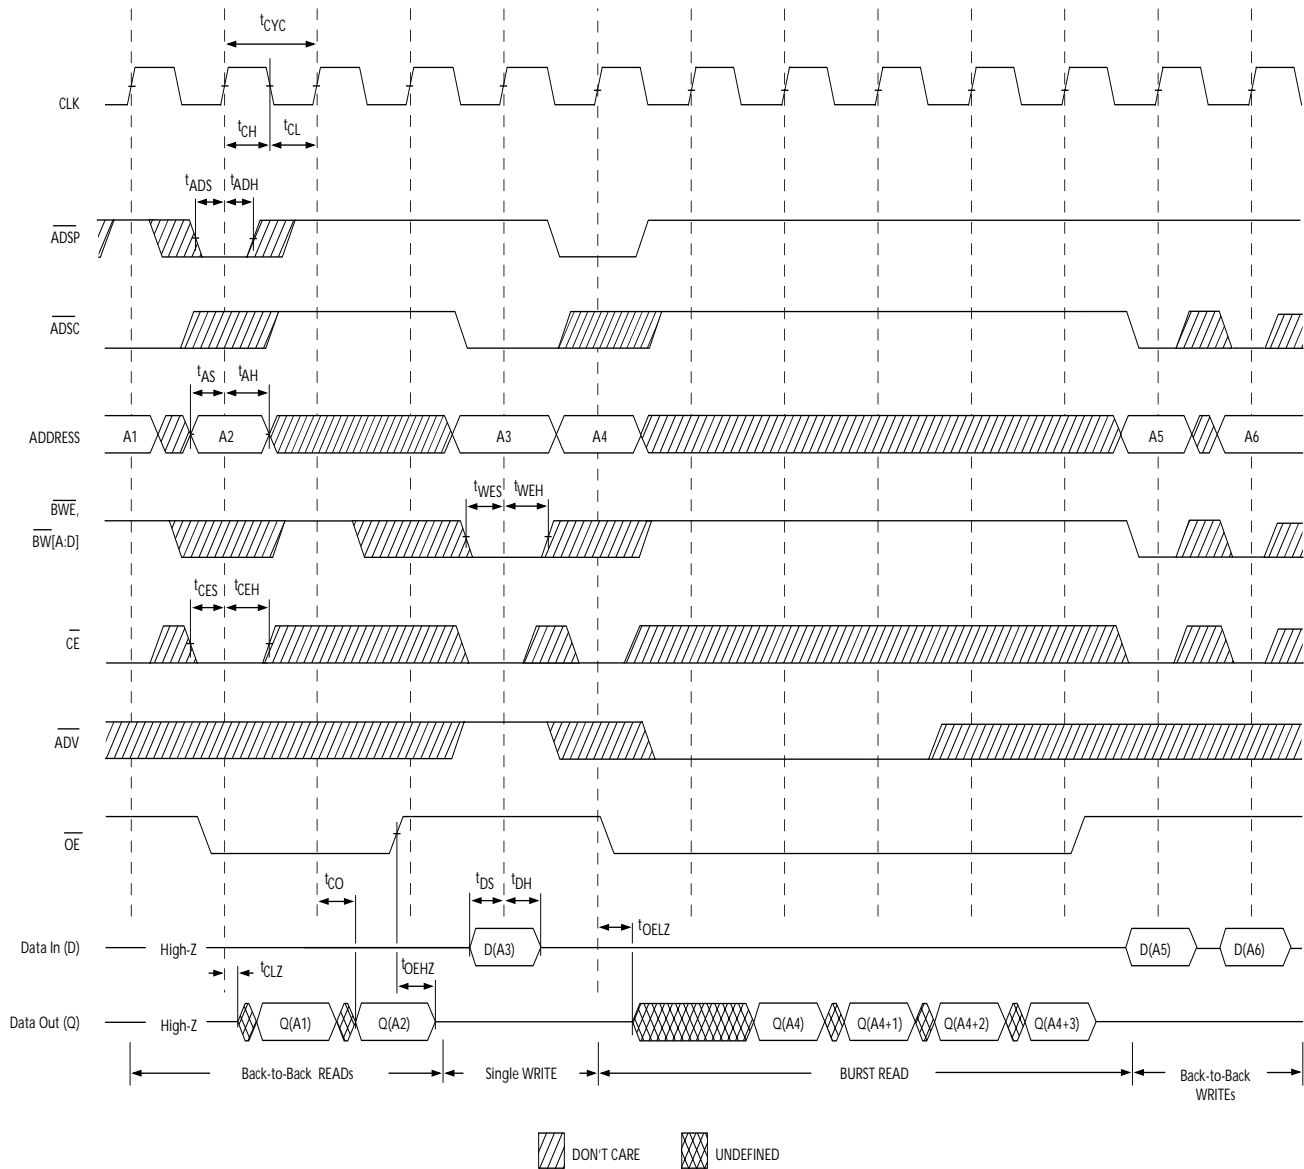 tCYC
CLK
tCH
tCL
tADS
tADH
ADSP
ADSC
tAS
tAH
ADDRESS
A1
A2
A3
A4
A5
A6
tWES
tWEH
BWE,
BW[A:D]
tCES
tCEH
CE
ADV
OE
tCO
tDS
tDH
tOELZ
Data In (D)
High-Z
D(A3)
D(A5)
D(A6)
tCLZ
tOEHZ
Data Out (Q)
High-Z
Q(A1)
Q(A2)
Q(A4)
Q(A4+1)
Q(A4+2)
Q(A4+3)
Back-to-Back READs
Single WRITE
BURST READ
Back-to-Back
WRITEs
DON'T CARE
UNDEFINED